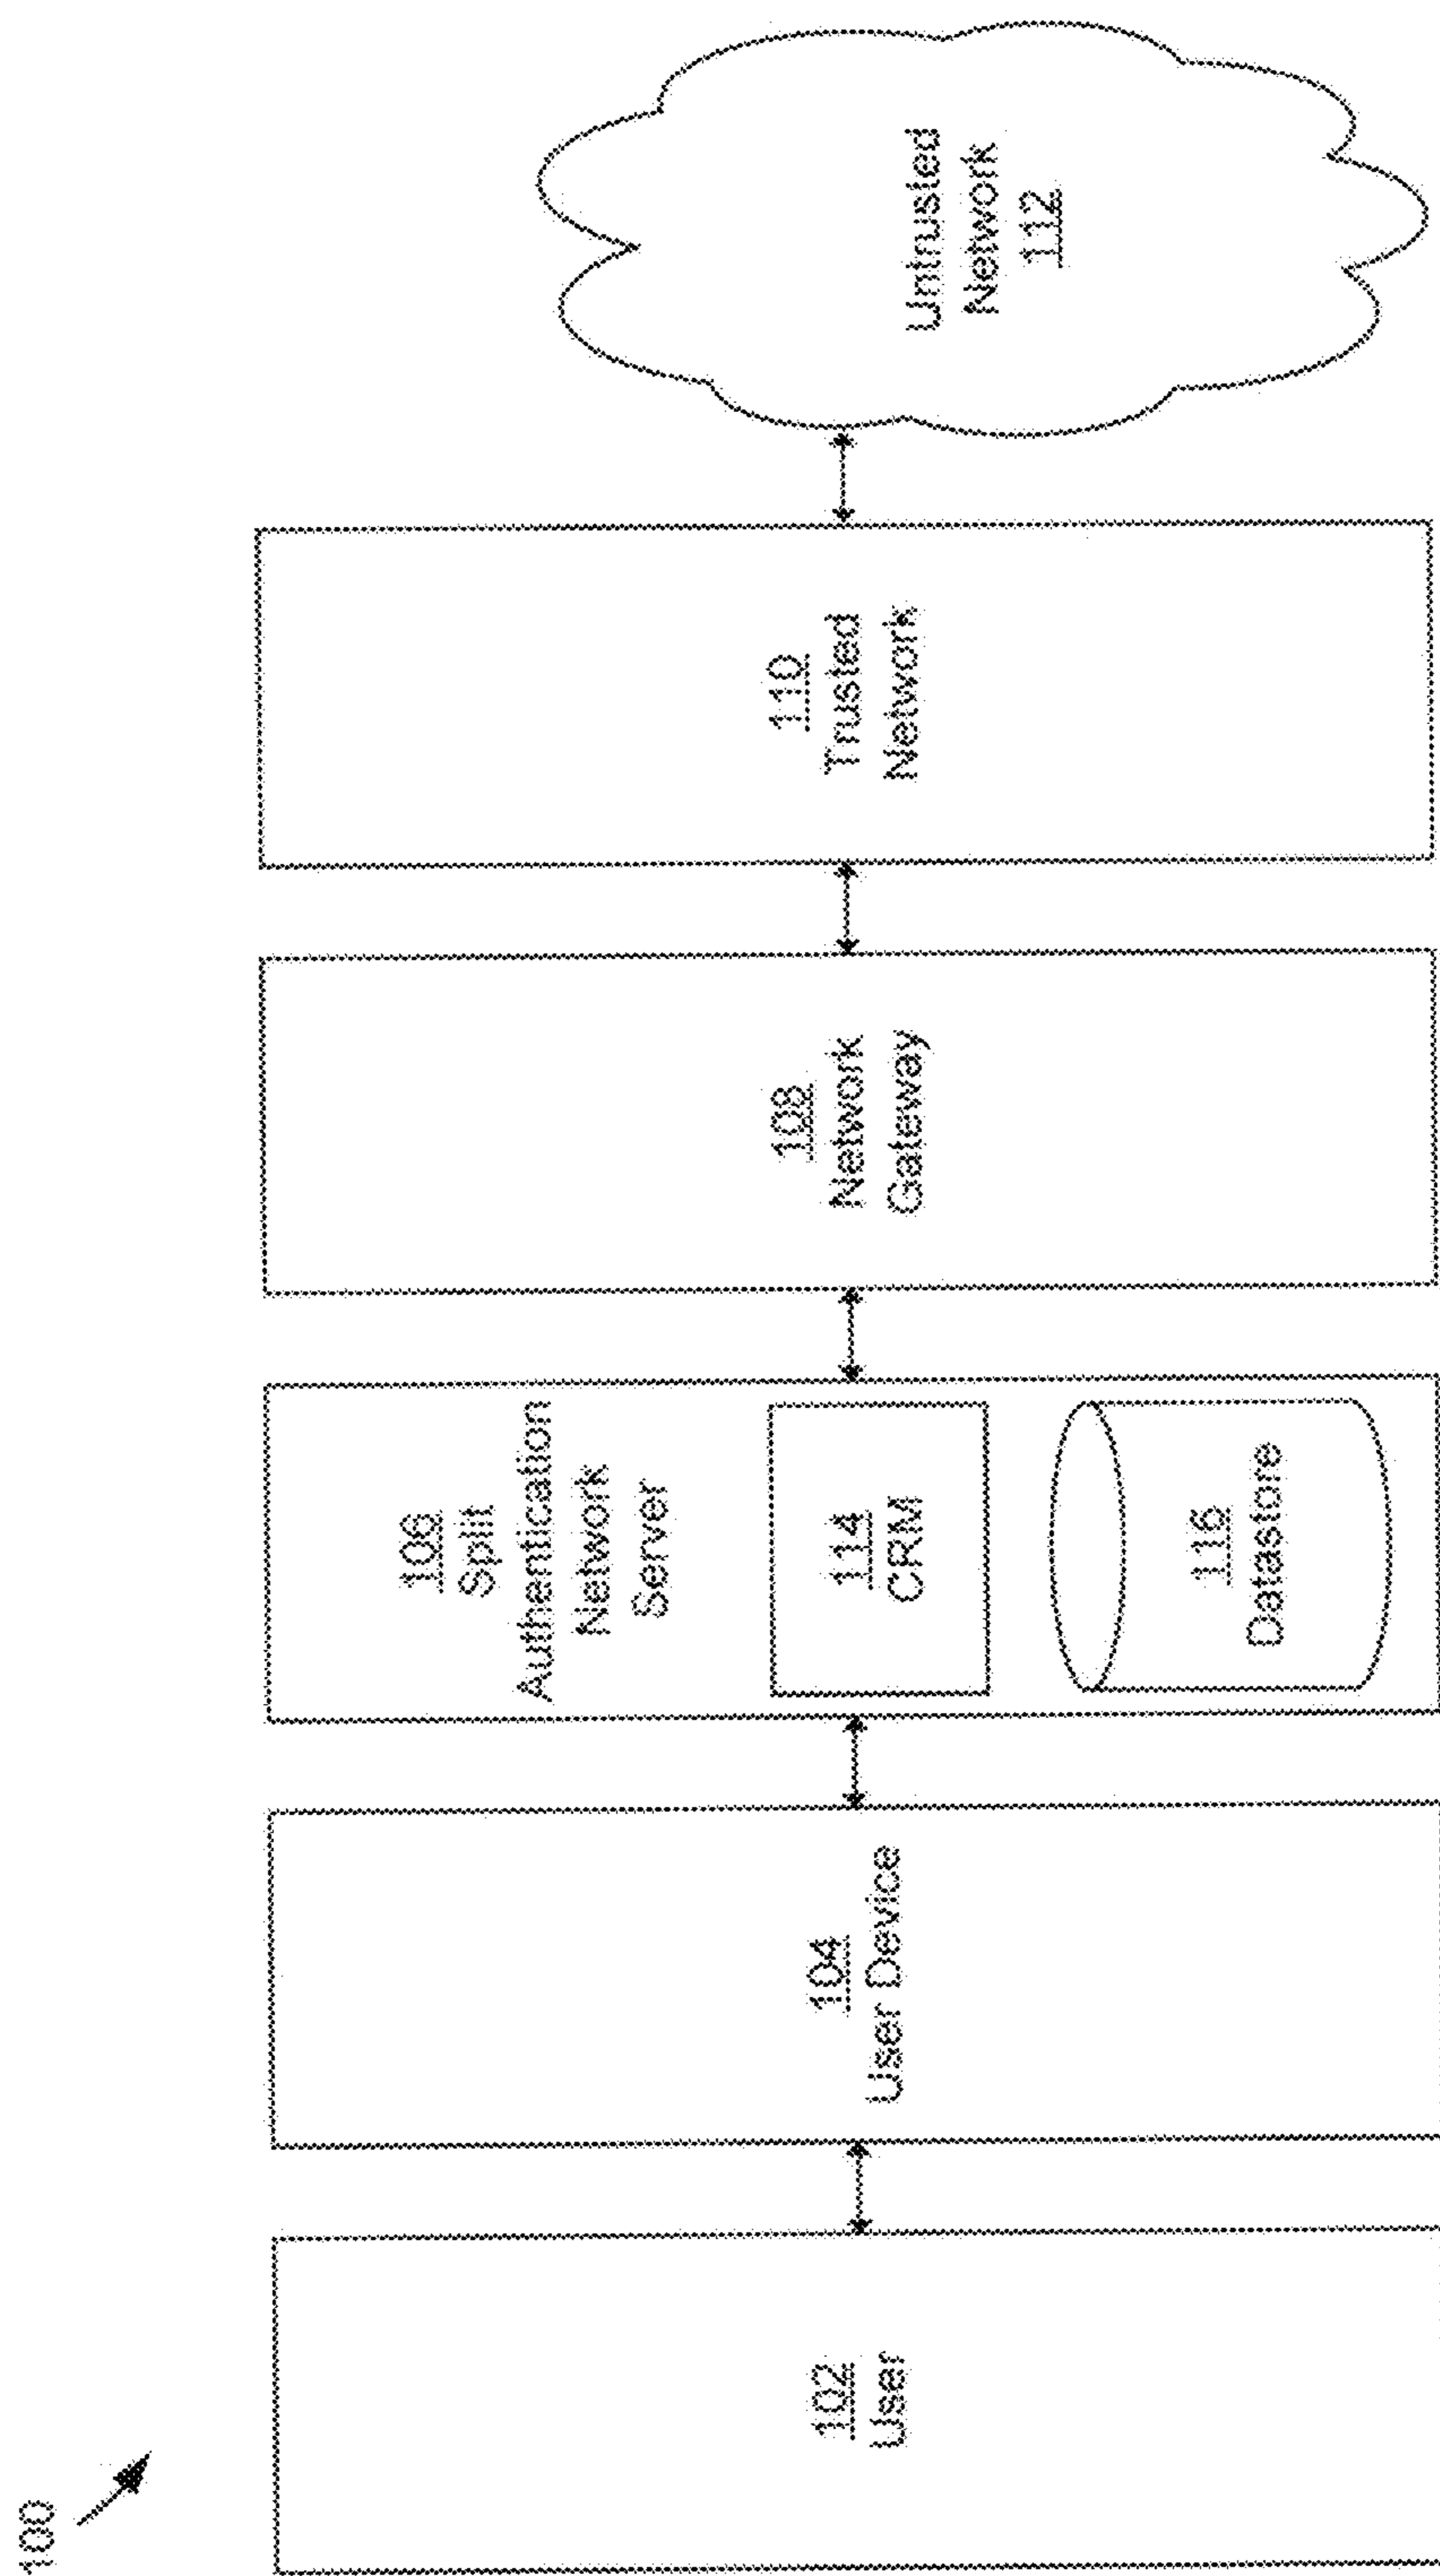 100
102
User
104
User Device
106
Split
Authentication
Network
Server
114
CRM
116
Datastore
108
Network
Gateway
110
Trusted
Network
Untrusted
Network
112